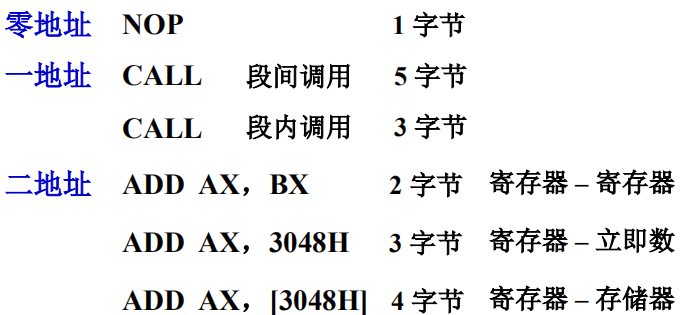 零地址 NOP 1 字节
一地址 CALL 段间调用 5 字节
CALL 段内调用 3 字节
二地址 ADD AX，BX 2 字节 寄存器 – 寄存器
ADD AX，3048H 3 字节 寄存器 – 立即数
ADD AX，[3048H] 4 字节 寄存器 – 存储器